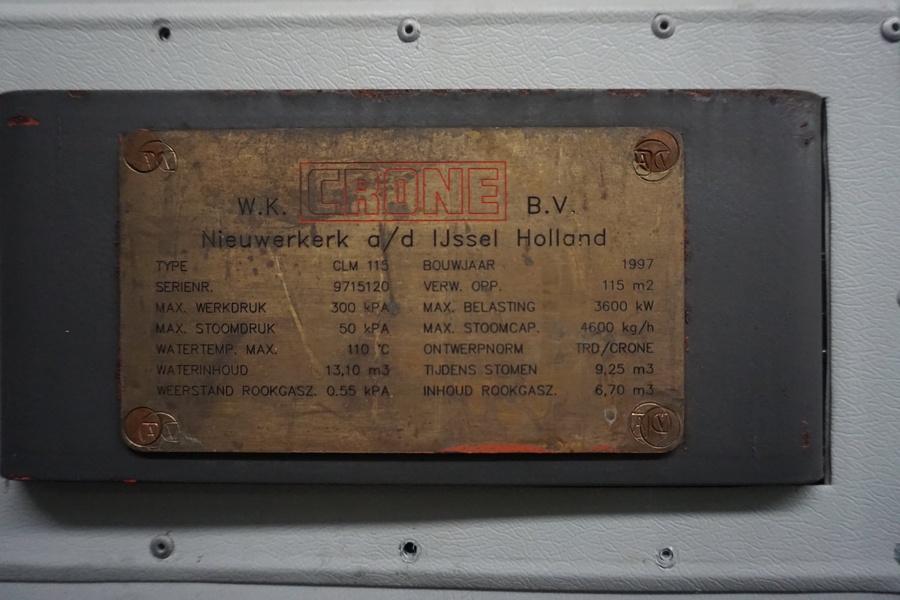 W.K. CRONE B.V.
Nieuwerkerk a/d IJssel Holland
TYPE CLM 115 BOUWJAAR 1997
SERIENR. 9715120 VERW. OPP. 115 m2
MAX. WERKDRUK 300 kPA MAX. BELASTING 3600 kW
MAX. STOOMDRUK 50 kPA MAX. STOOMCAP. 4600 kg/h
WATERTEMP. MAX. 110 °C ONTWERPNORM TRD/CRONE
WATERINHOUD 13,10 m3 TIJDENS STOMEN 9,25 m3
WEERSTAND ROOKGASZ. 0.55 kPA INHOUD ROOKGASZ. 6,70 m3